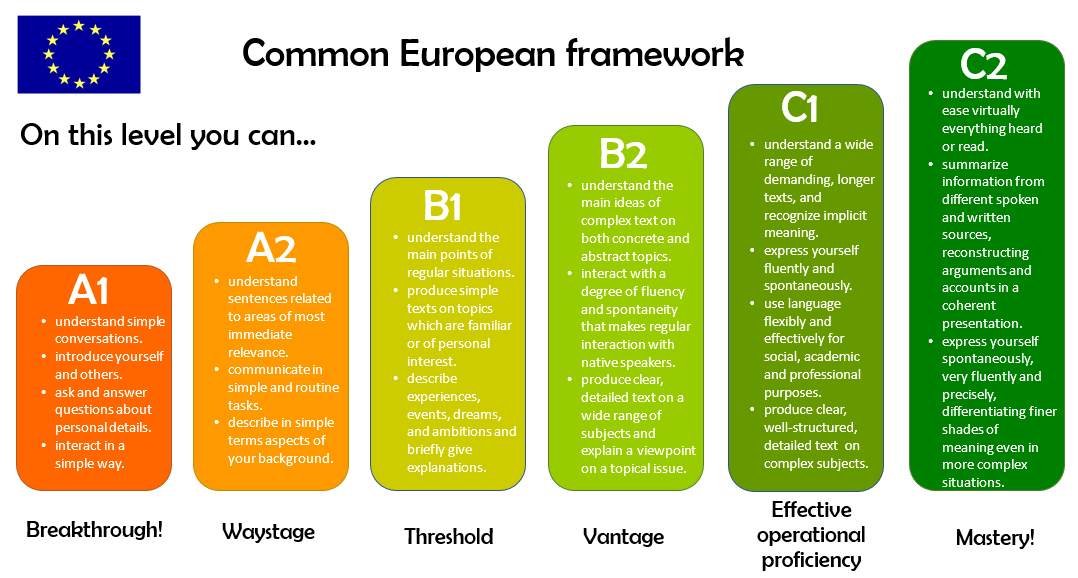 Common European framework
On this level you can...
A1
• understand simple
conversations.
• introduce yourself
and others.
• ask and answer
questions about
personal details.
• interact in a
simple way.
Breakthrough!
A2
• understand
sentences related
to areas of most
immediate
relevance.
• communicate in
simple and routine
tasks.
• describe in simple
terms aspects of
your background.
Waystage
B1
• understand the
main points of
regular situations.
• produce simple
texts on topics
which are familiar
or of personal
interest.
• describe
experiences,
events, dreams,
and ambitions and
briefly give
explanations.
Threshold
B2
• understand the
main ideas of
complex text on
both concrete and
abstract topics.
• interact with a
degree of fluency
and spontaneity
that makes regular
interaction with
native speakers.
• produce clear,
detailed text on a
wide range of
subjects and
explain a viewpoint
on a topical issue.
Vantage
C1
• understand a wide
range of
demanding, longer
texts, and
recognize implicit
meaning.
• express yourself
fluently and
spontaneously.
• use language
flexibly and
effectively for
social, academic
and professional
purposes.
• produce clear,
well-structured,
detailed text on
complex subjects.
Effective
operational
proficiency
C2
• understand with
ease virtually
everything heard
or read.
• summarize
information from
different spoken
and written
sources,
reconstructing
arguments and
accounts in a
coherent
presentation.
• express yourself
spontaneously,
very fluently and
precisely,
differentiating finer
shades of
meaning even in
more complex
situations.
Mastery!